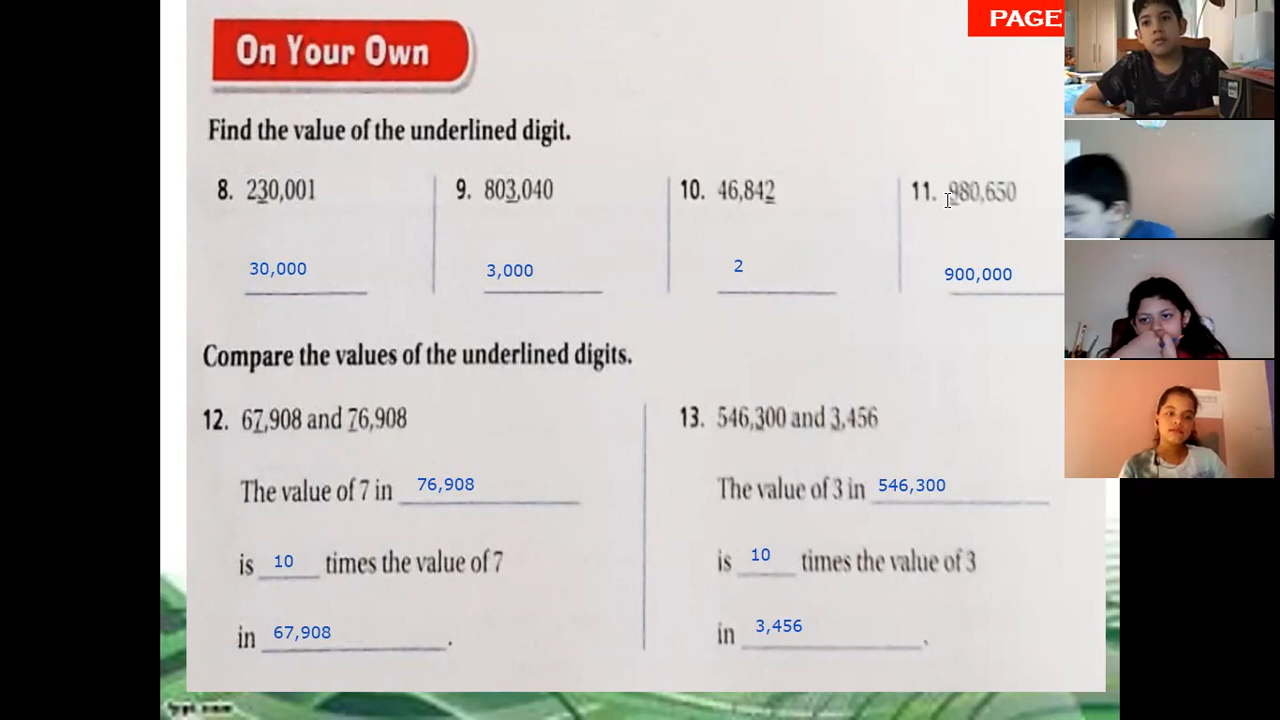 PAGE
On Your Own
Find the value of the underlined digit.
8. 230,001 9. 803,040 10. 46,842 11. 980,650
30,000 3,000 2 900,000
Compare the values of the underlined digits.
12. 67,908 and 76,908
The value of 7 in 76,908
is 10 times the value of 7
in 67,908.
13. 546,300 and 3,456
The value of 3 in 546,300
is 10 times the value of 3
in 3,456.